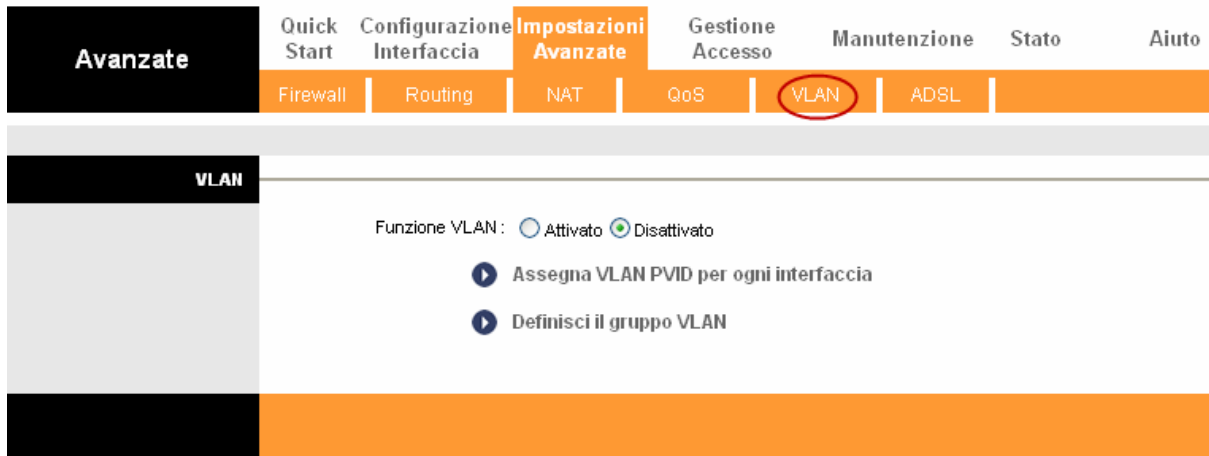 Avanzate
Quick Start
Configurazione Interfaccia
Impostazioni Avanzate
Gestione Accesso
Manutenzione
Stato
Aiuto
Firewall
Routing
NAT
QoS
VLAN
ADSL
VLAN
Funzione VLAN : Attivato Disattivato
Assegna VLAN PVID per ogni interfaccia
Definisci il gruppo VLAN